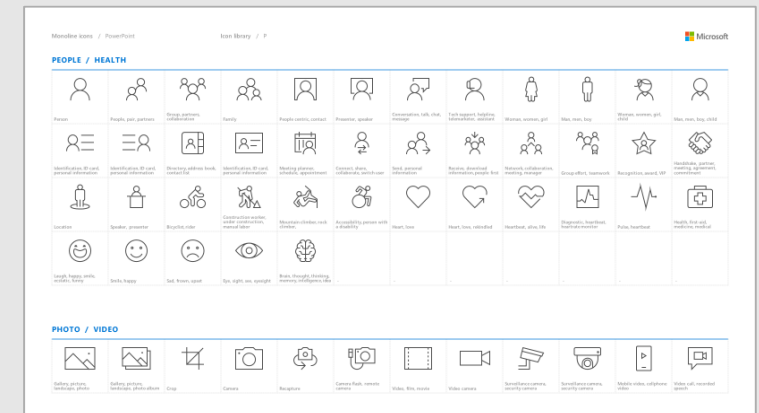 Monoline icons / PowerPoint
Icon library / P
Microsoft
PEOPLE / HEALTH
Person
People, pair, partners
Group, partners,
collaboration
Family
People centric, contact
Presenter, speaker
Conversation, talk, chat,
message
Tech support, helpline,
telemarketer, assistant
Woman, women, girl
Man, men, boy
Woman, women, girl,
child
Man, men, boy, child
Identification, ID card,
personal information
Identification, ID card,
personal information
Directory, address book,
contact list
Identification, ID card,
personal information
Meeting planner,
schedule, appointment
Connect, share,
collaborate, switch user
Send, personal
information
Receive, download
information, people first
Network, collaboration,
meeting, manager
Group effort, teamwork
Recognition, award, VIP
Handshake, partner,
meeting, agreement,
commitment
Location
Speaker, presenter
Bicyclist, rider
Construction worker,
under construction,
manual labor
Mountain climber, rock
climber,
Accessibility, person with
a disability
Heart, love
Heart, love, rekindled
Heartbeat, alive, life
Diagnostic, heartbeat,
heartrate monitor
Pulse, heartbeat
Health, first aid,
medicine, medical
Laugh, happy, smile,
ecstatic, funny
Smile, happy
Sad, frown, upset
Eye, sight, see, eyesight
Brain, thought, thinking,
memory, intelligence, idea
PHOTO / VIDEO
Gallery, picture,
landscape, photo
Gallery, picture,
landscape, photo album
Crop
Camera
Recapture
Camera flash, remote
camera
Video, film, movie
Video camera
Surveillance camera,
security camera
Surveillance camera,
security camera
Mobile video, cellphone
video
Video call, recorded
speech